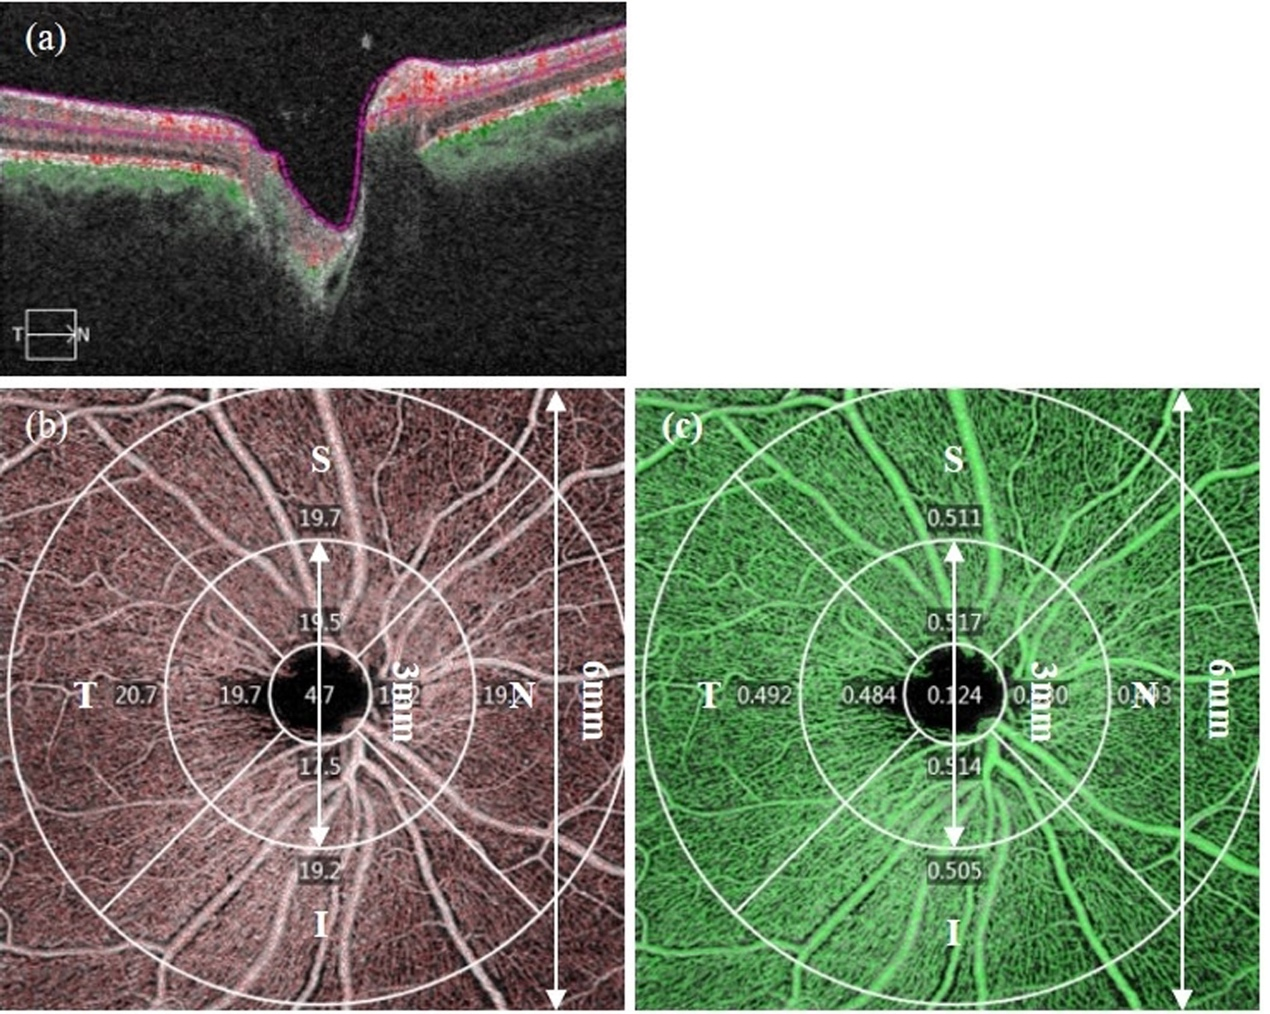 (a)
T N
(b)
S
19.7
19.5
T 20.7 19.7 4.7 N
3mm
6mm
17.5
19.2
I
(c)
S
0.511
0.517
T 0.492 0.484 0.124 N
3mm
6mm
0.514
0.505
I